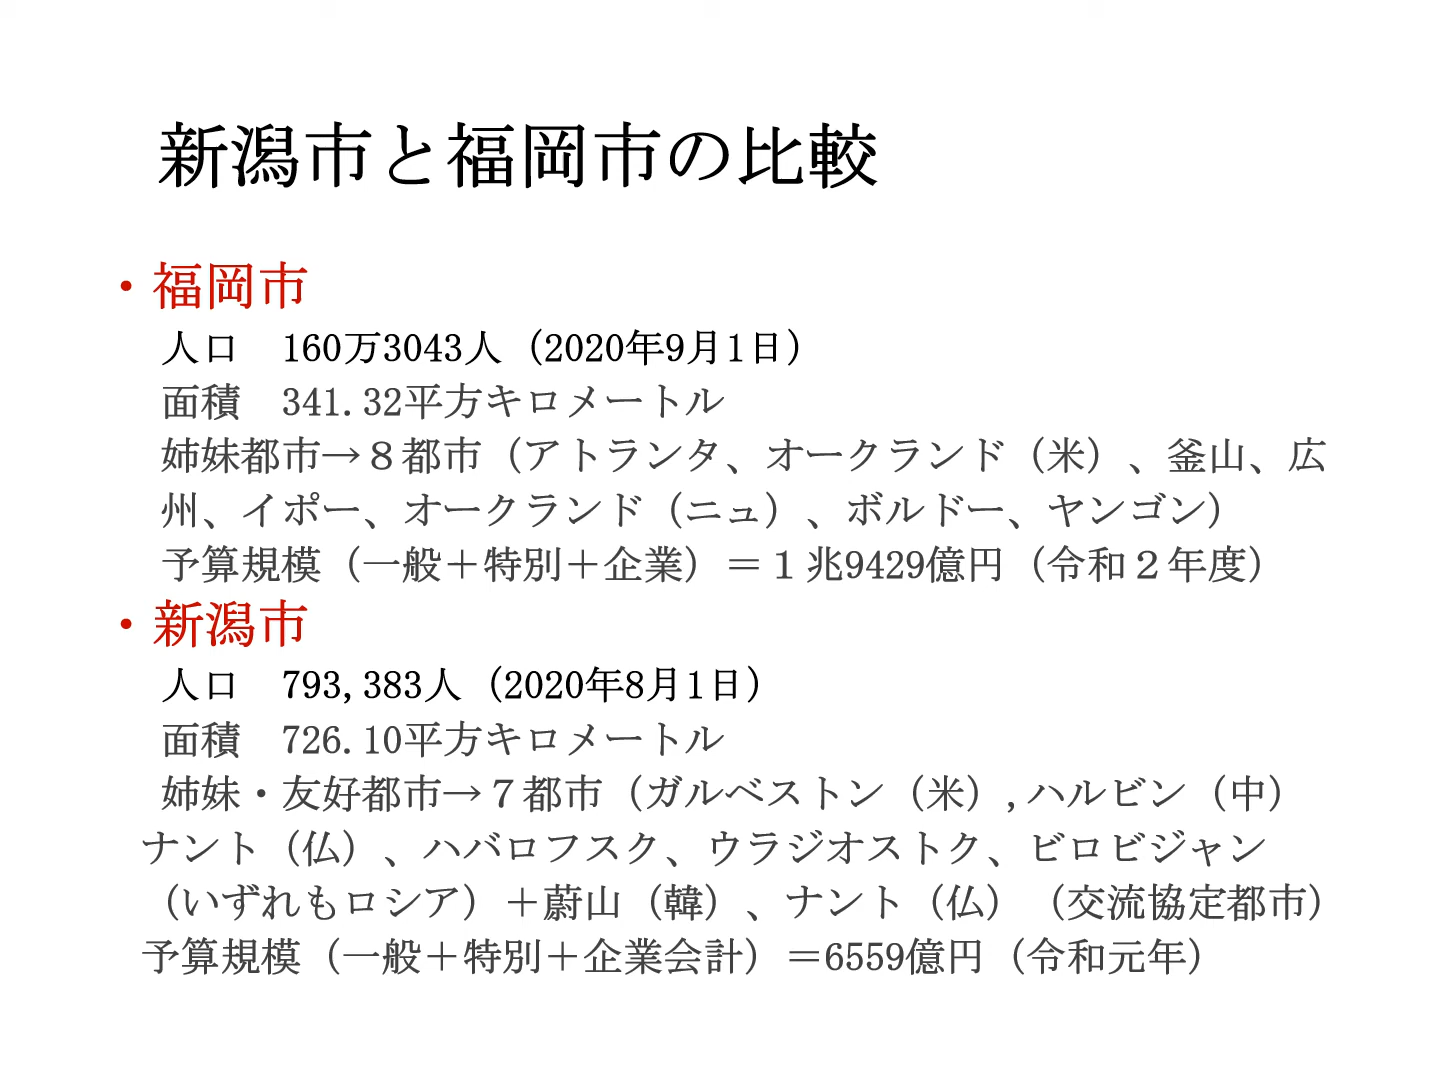 新潟市と福岡市の比較
・福岡市
人口　160万3043人（2020年9月1日）
面積　341.32平方キロメートル
姉妹都市→８都市（アトランタ、オークランド（米）、釜山、広
州、イポー、オークランド（ニュ）、ボルドー、ヤンゴン）
予算規模（一般＋特別＋企業）＝１兆9429億円（令和２年度）
・新潟市
人口　793,383人（2020年8月1日）
面積　726.10平方キロメートル
姉妹・友好都市→７都市（ガルベストン（米）,ハルビン（中）
ナント（仏）、ハバロフスク、ウラジオストク、ビロビジャン
（いずれもロシア）＋蔚山（韓）、ナント（仏）（交流協定都市）
予算規模（一般＋特別＋企業会計）＝6559億円（令和元年）